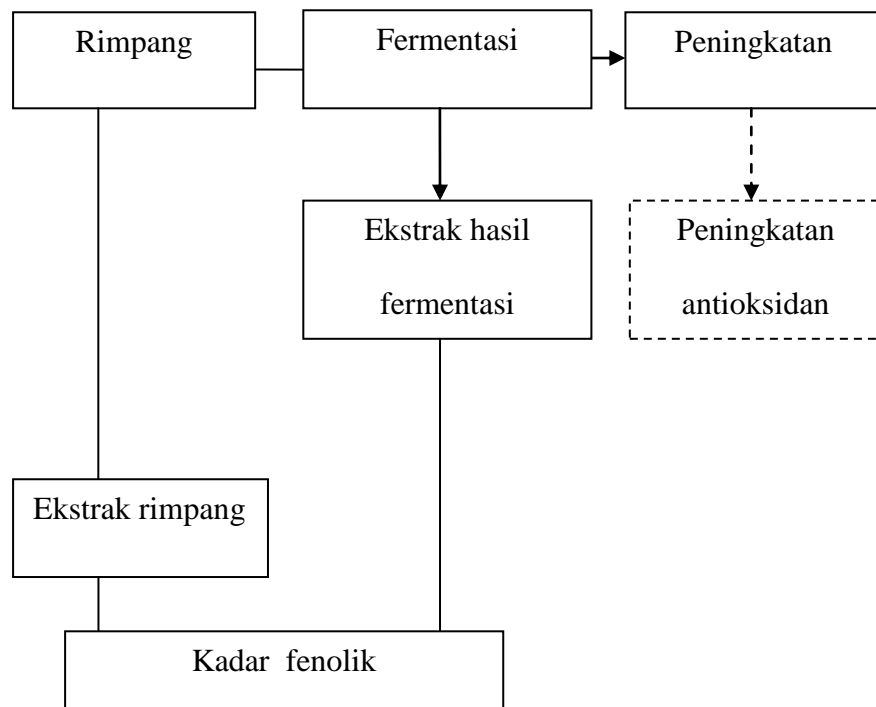 Rimpang
Fermentasi
Peningkatan
Ekstrak hasil
fermentasi
Peningkatan
antioksidan
Ekstrak rimpang
Kadar fenolik